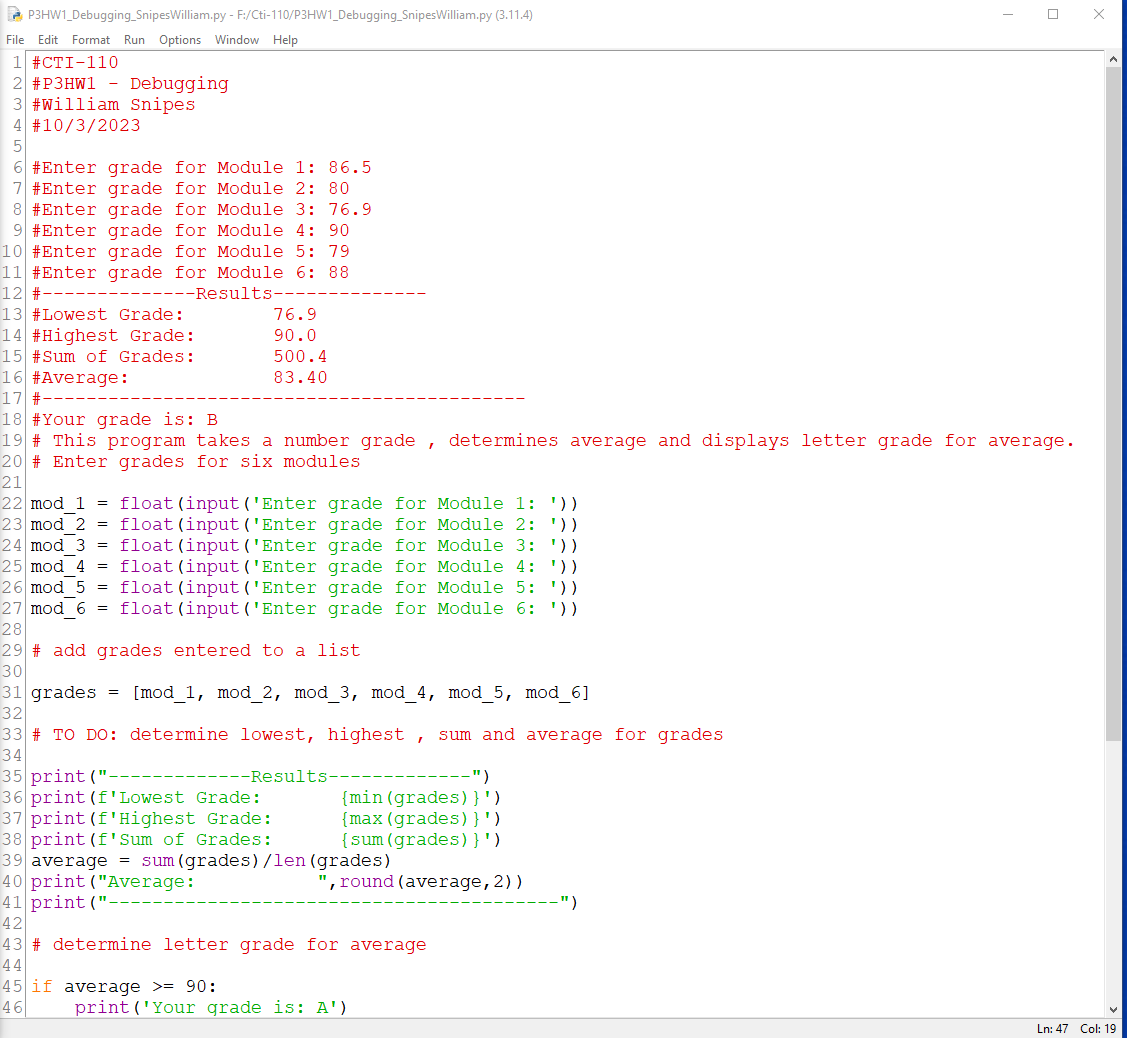 P3HW1_Debugging_SnipesWilliam.py - F:/Cti-110/P3HW1_Debugging_SnipesWilliam.py (3.11.4)
File Edit Format Run Options Window Help
1 #CTI-110
2 #P3HW1 - Debugging
3 #William Snipes
4 #10/3/2023
5
6 #Enter grade for Module 1: 86.5
7 #Enter grade for Module 2: 80
8 #Enter grade for Module 3: 76.9
9 #Enter grade for Module 4: 90
10 #Enter grade for Module 5: 79
11 #Enter grade for Module 6: 88
12 #--------------Results--------------
13 #Lowest Grade:        76.9
14 #Highest Grade:       90.0
15 #Sum of Grades:       500.4
16 #Average:             83.40
17 #--------------------------------------------
18 #Your grade is: B
19 # This program takes a number grade , determines average and displays letter grade for average.
20 # Enter grades for six modules
21
22 mod_1 = float(input('Enter grade for Module 1: '))
23 mod_2 = float(input('Enter grade for Module 2: '))
24 mod_3 = float(input('Enter grade for Module 3: '))
25 mod_4 = float(input('Enter grade for Module 4: '))
26 mod_5 = float(input('Enter grade for Module 5: '))
27 mod_6 = float(input('Enter grade for Module 6: '))
28
29 # add grades entered to a list
30
31 grades = [mod_1, mod_2, mod_3, mod_4, mod_5, mod_6]
32
33 # TO DO: determine lowest, highest , sum and average for grades
34
35 print("-------------Results-------------")
36 print(f'Lowest Grade:       {min(grades)}')
37 print(f'Highest Grade:      {max(grades)}')
38 print(f'Sum of Grades:      {sum(grades)}')
39 average = sum(grades)/len(grades)
40 print("Average:           ",round(average,2))
41 print("-----------------------------------------")
42
43 # determine letter grade for average
44
45 if average >= 90:
46     print('Your grade is: A')
Ln: 47 Col: 19